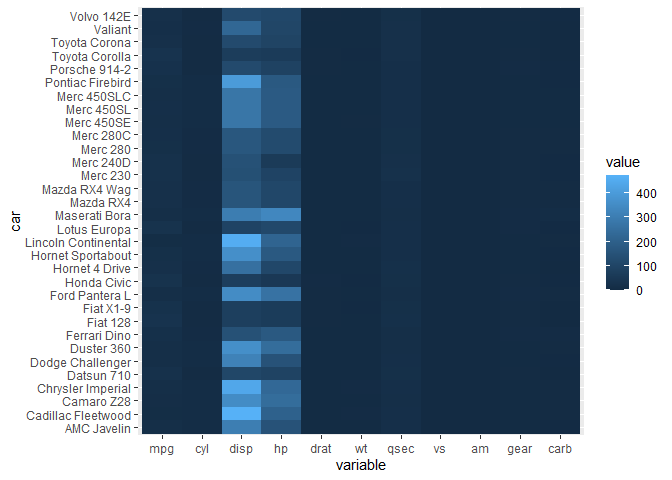 Volvo 142E
Valiant
Toyota Corona
Toyota Corolla
Porsche 914-2
Pontiac Firebird
Merc 450SLC
Merc 450SL
Merc 450SE
Merc 280C
Merc 280
Merc 240D
Merc 230
Mazda RX4 Wag
Mazda RX4
Maserati Bora
Lotus Europa
Lincoln Continental
Hornet Sportabout
Hornet 4 Drive
Honda Civic
Ford Pantera L
Fiat X1-9
Fiat 128
Ferrari Dino
Duster 360
Dodge Challenger
Datsun 710
Chrysler Imperial
Camaro Z28
Cadillac Fleetwood
AMC Javelin
car
mpg cyl disp hp drat wt qsec vs am gear carb
variable
value
400
300
200
100
0